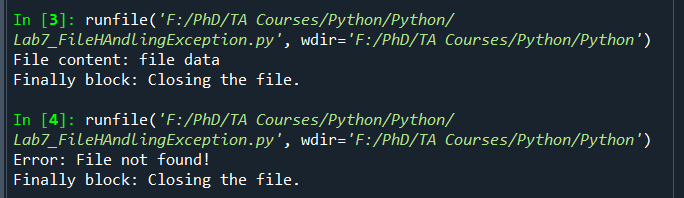 In [3]: runfile('F:/PhD/TA Courses/Python/Python/
Lab7_FileHAndlingException.py', wdir='F:/PhD/TA Courses/Python/Python')
File content: file data
Finally block: Closing the file.
In [4]: runfile('F:/PhD/TA Courses/Python/Python/
Lab7_FileHAndlingException.py', wdir='F:/PhD/TA Courses/Python/Python')
Error: File not found!
Finally block: Closing the file.